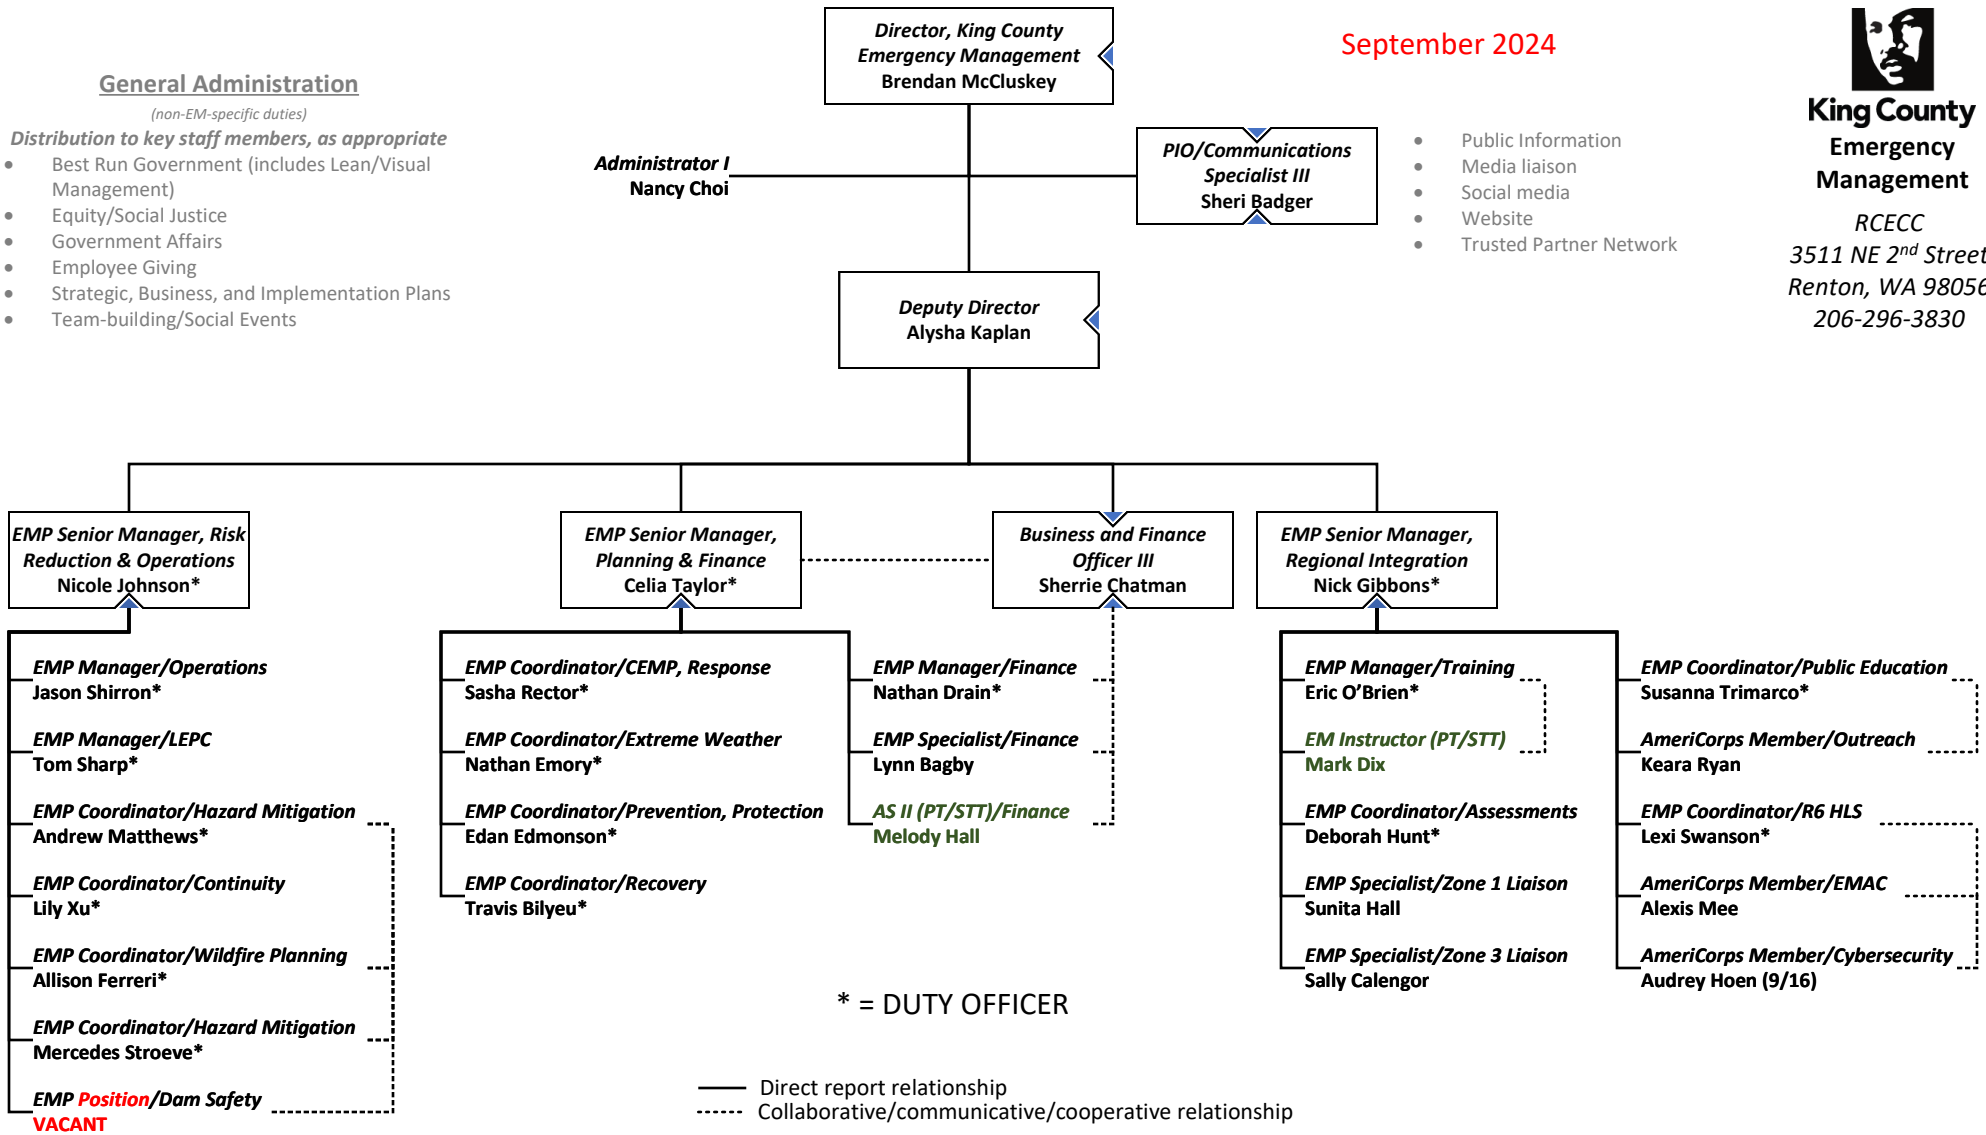 Director, King County
Emergency Management
Brendan McCluskey
September 2024
King County
Emergency
Management
RCECC
3511 NE 2nd Street
Renton, WA 98056
206-296-3830
General Administration
(non-EM-specific duties)
Distribution to key staff members, as appropriate
• Best Run Government (includes Lean/Visual
Management)
• Equity/Social Justice
• Government Affairs
• Employee Giving
• Strategic, Business, and Implementation Plans
• Team-building/Social Events
Administrator I
Nancy Choi
PIO/Communications
Specialist III
Sheri Badger
• Public Information
• Media liaison
• Social media
• Website
• Trusted Partner Network
Deputy Director
Alysha Kaplan
EMP Senior Manager, Risk
Reduction & Operations
Nicole Johnson*
EMP Manager/Operations
Jason Shirron*
EMP Manager/LEPC
Tom Sharp*
EMP Coordinator/Hazard Mitigation
Andrew Matthews*
EMP Coordinator/Continuity
Lily Xu*
EMP Coordinator/Wildfire Planning
Allison Ferreri*
EMP Coordinator/Hazard Mitigation
Mercedes Stroeve*
EMP Position/Dam Safety
VACANT
EMP Senior Manager,
Planning & Finance
Celia Taylor*
EMP Coordinator/CEMP, Response
Sasha Rector*
EMP Coordinator/Extreme Weather
Nathan Emory*
EMP Coordinator/Prevention, Protection
Edan Edmonson*
EMP Coordinator/Recovery
Travis Bilyeu*
EMP Manager/Finance
Nathan Drain*
EMP Specialist/Finance
Lynn Bagby
AS II (PT/STT)/Finance
Melody Hall
Business and Finance
Officer III
Sherrie Chatman
EMP Senior Manager,
Regional Integration
Nick Gibbons*
EMP Manager/Training
Eric O’Brien*
EM Instructor (PT/STT)
Mark Dix
EMP Coordinator/Assessments
Deborah Hunt*
EMP Specialist/Zone 1 Liaison
Sunita Hall
EMP Specialist/Zone 3 Liaison
Sally Calengor
EMP Coordinator/Public Education
Susanna Trimarco*
AmeriCorps Member/Outreach
Keara Ryan
EMP Coordinator/R6 HLS
Lexi Swanson*
AmeriCorps Member/EMAC
Alexis Mee
AmeriCorps Member/Cybersecurity
Audrey Hoen (9/16)
* = DUTY OFFICER
Direct report relationship
Collaborative/communicative/cooperative relationship